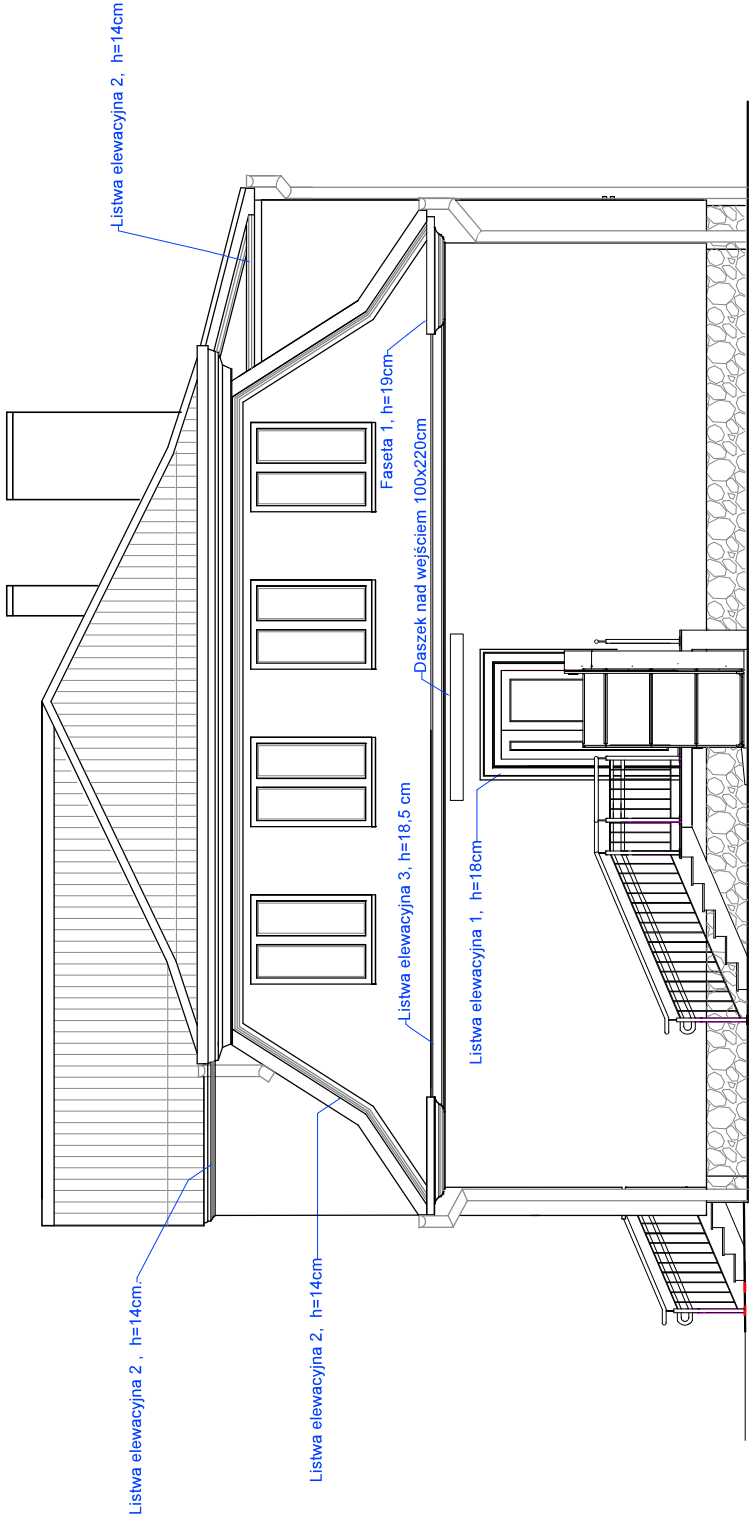 Listwa elewacyjna 2 , h=14cm.
Listwa elewacyjna 2, h=14cm
Listwa elewacyjna 2, h=14cm
Faseta 1, h=19cm
Daszek nad wejściem 100x220cm
Listwa elewacyjna 3, h=18,5 cm
Listwa elewacyjna 1, h=18cm